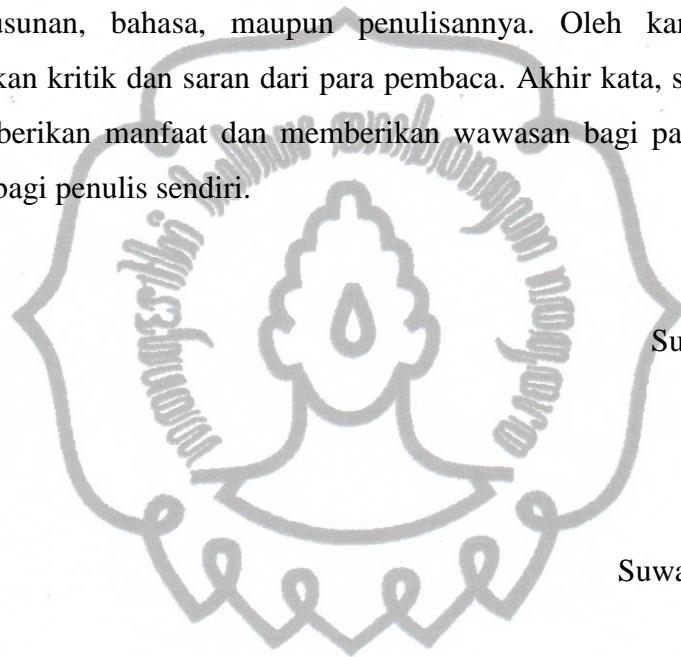 usunan, bahasa, maupun penulisannya. Oleh kar
kan kritik dan saran dari para pembaca. Akhir kata, s
berikan manfaat dan memberikan wawasan bagi pa
bagi penulis sendiri.
Su
Suwa